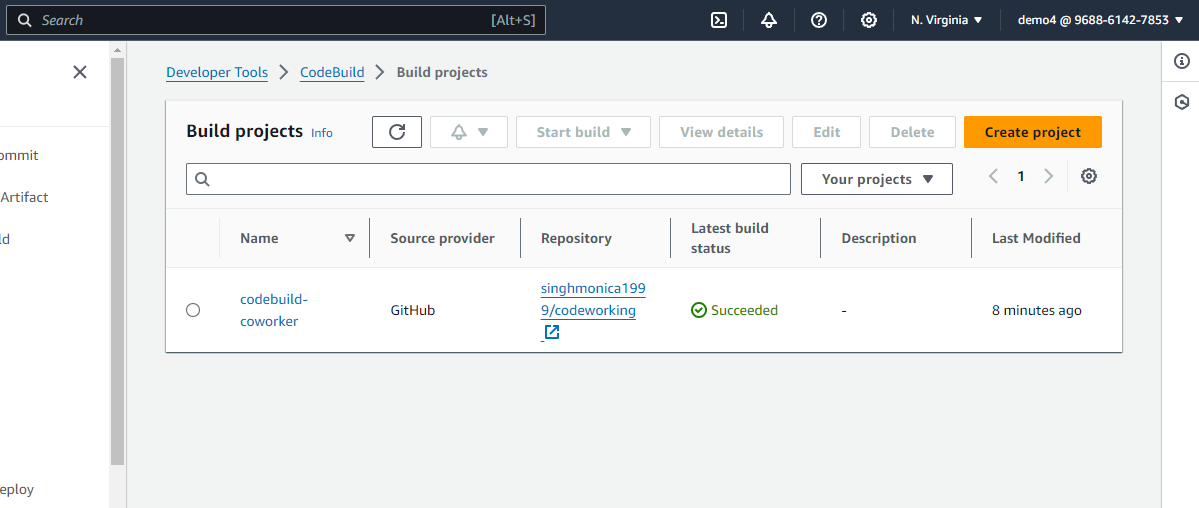 Search [Alt+S] N. Virginia demo4 @ 9688-6142-7853
Developer Tools CodeBuild Build projects
Build projects Info Start build View details Edit Delete Create project
Your projects 1
Name Source provider Repository Latest build status Description Last Modified
codebuild-coworker GitHub singhmonica1999/codeworking Succeeded - 8 minutes ago
ommit
Artifact
ld
eploy